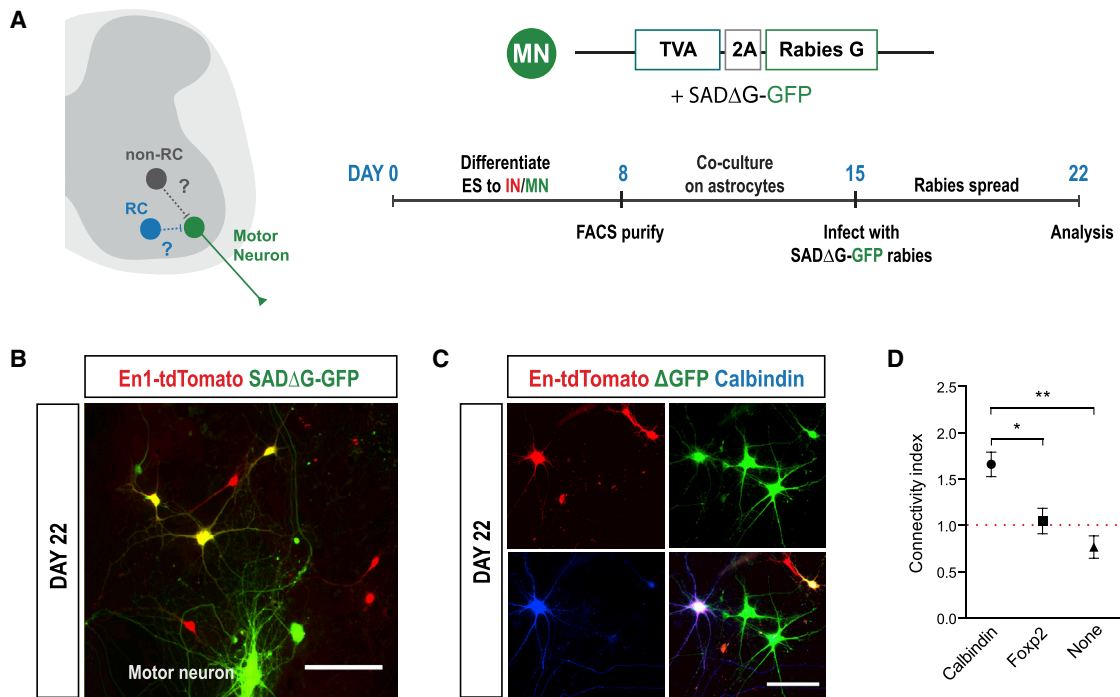 A
MN
TVA
2A
Rabies G
+ SADΔG-GFP
non-RC
?
RC
?
Motor
Neuron
DAY 0
Differentiate
ES to IN/MN
8
Co-culture
on astrocytes
15
Rabies spread
22
FACS purify
Infect with
SADΔG-GFP rabies
Analysis
B
En1-tdTomato SADΔG-GFP
DAY 22
Motor neuron
C
En-tdTomato ΔGFP Calbindin
DAY 22
D
Connectivity index
2.5
2.0
1.5
1.0
0.5
0.0
**
*
Calbindin
Foxp2
None